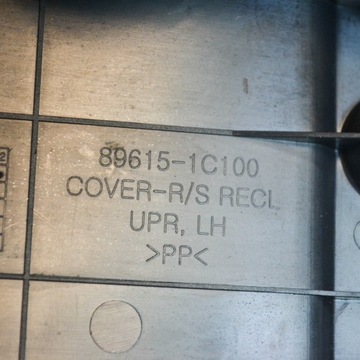 89615-1C100
COVER-R/S RECL
UPR, LH
>PP<